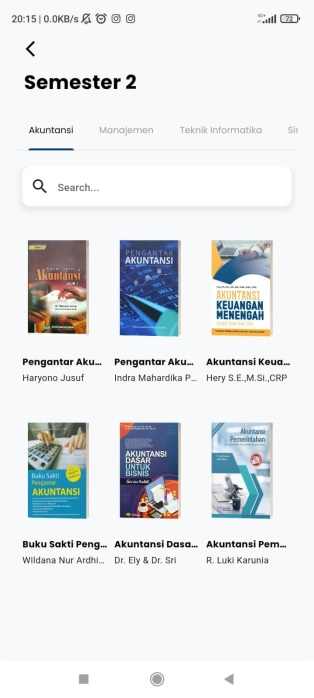 20:15 | 0.0KB/s
72
Semester 2
Akuntansi
Manajemen
Teknik Informatika
Sis
Search...
Akuntansi
PENGANTAR
AKUNTANSI
AKUNTANSI
KEUANGAN
MENENGAH
Pengantar Aku...
Pengantar Aku...
Akuntansi Keua...
Haryono Jusuf
Indra Mahardika P...
Hery S.E.,M.Si.,CRP
Buku Sakti
Pengantar
AKUNTANSI
AKUNTANSI
DASAR
UNTUK
BISNIS
Akuntansi
Pemerintahan
Buku Sakti Peng...
Akuntansi Dasa...
Akuntansi Pem...
Wildana Nur Ardhi...
Dr. Ely & Dr. Sri
R. Luki Karunia